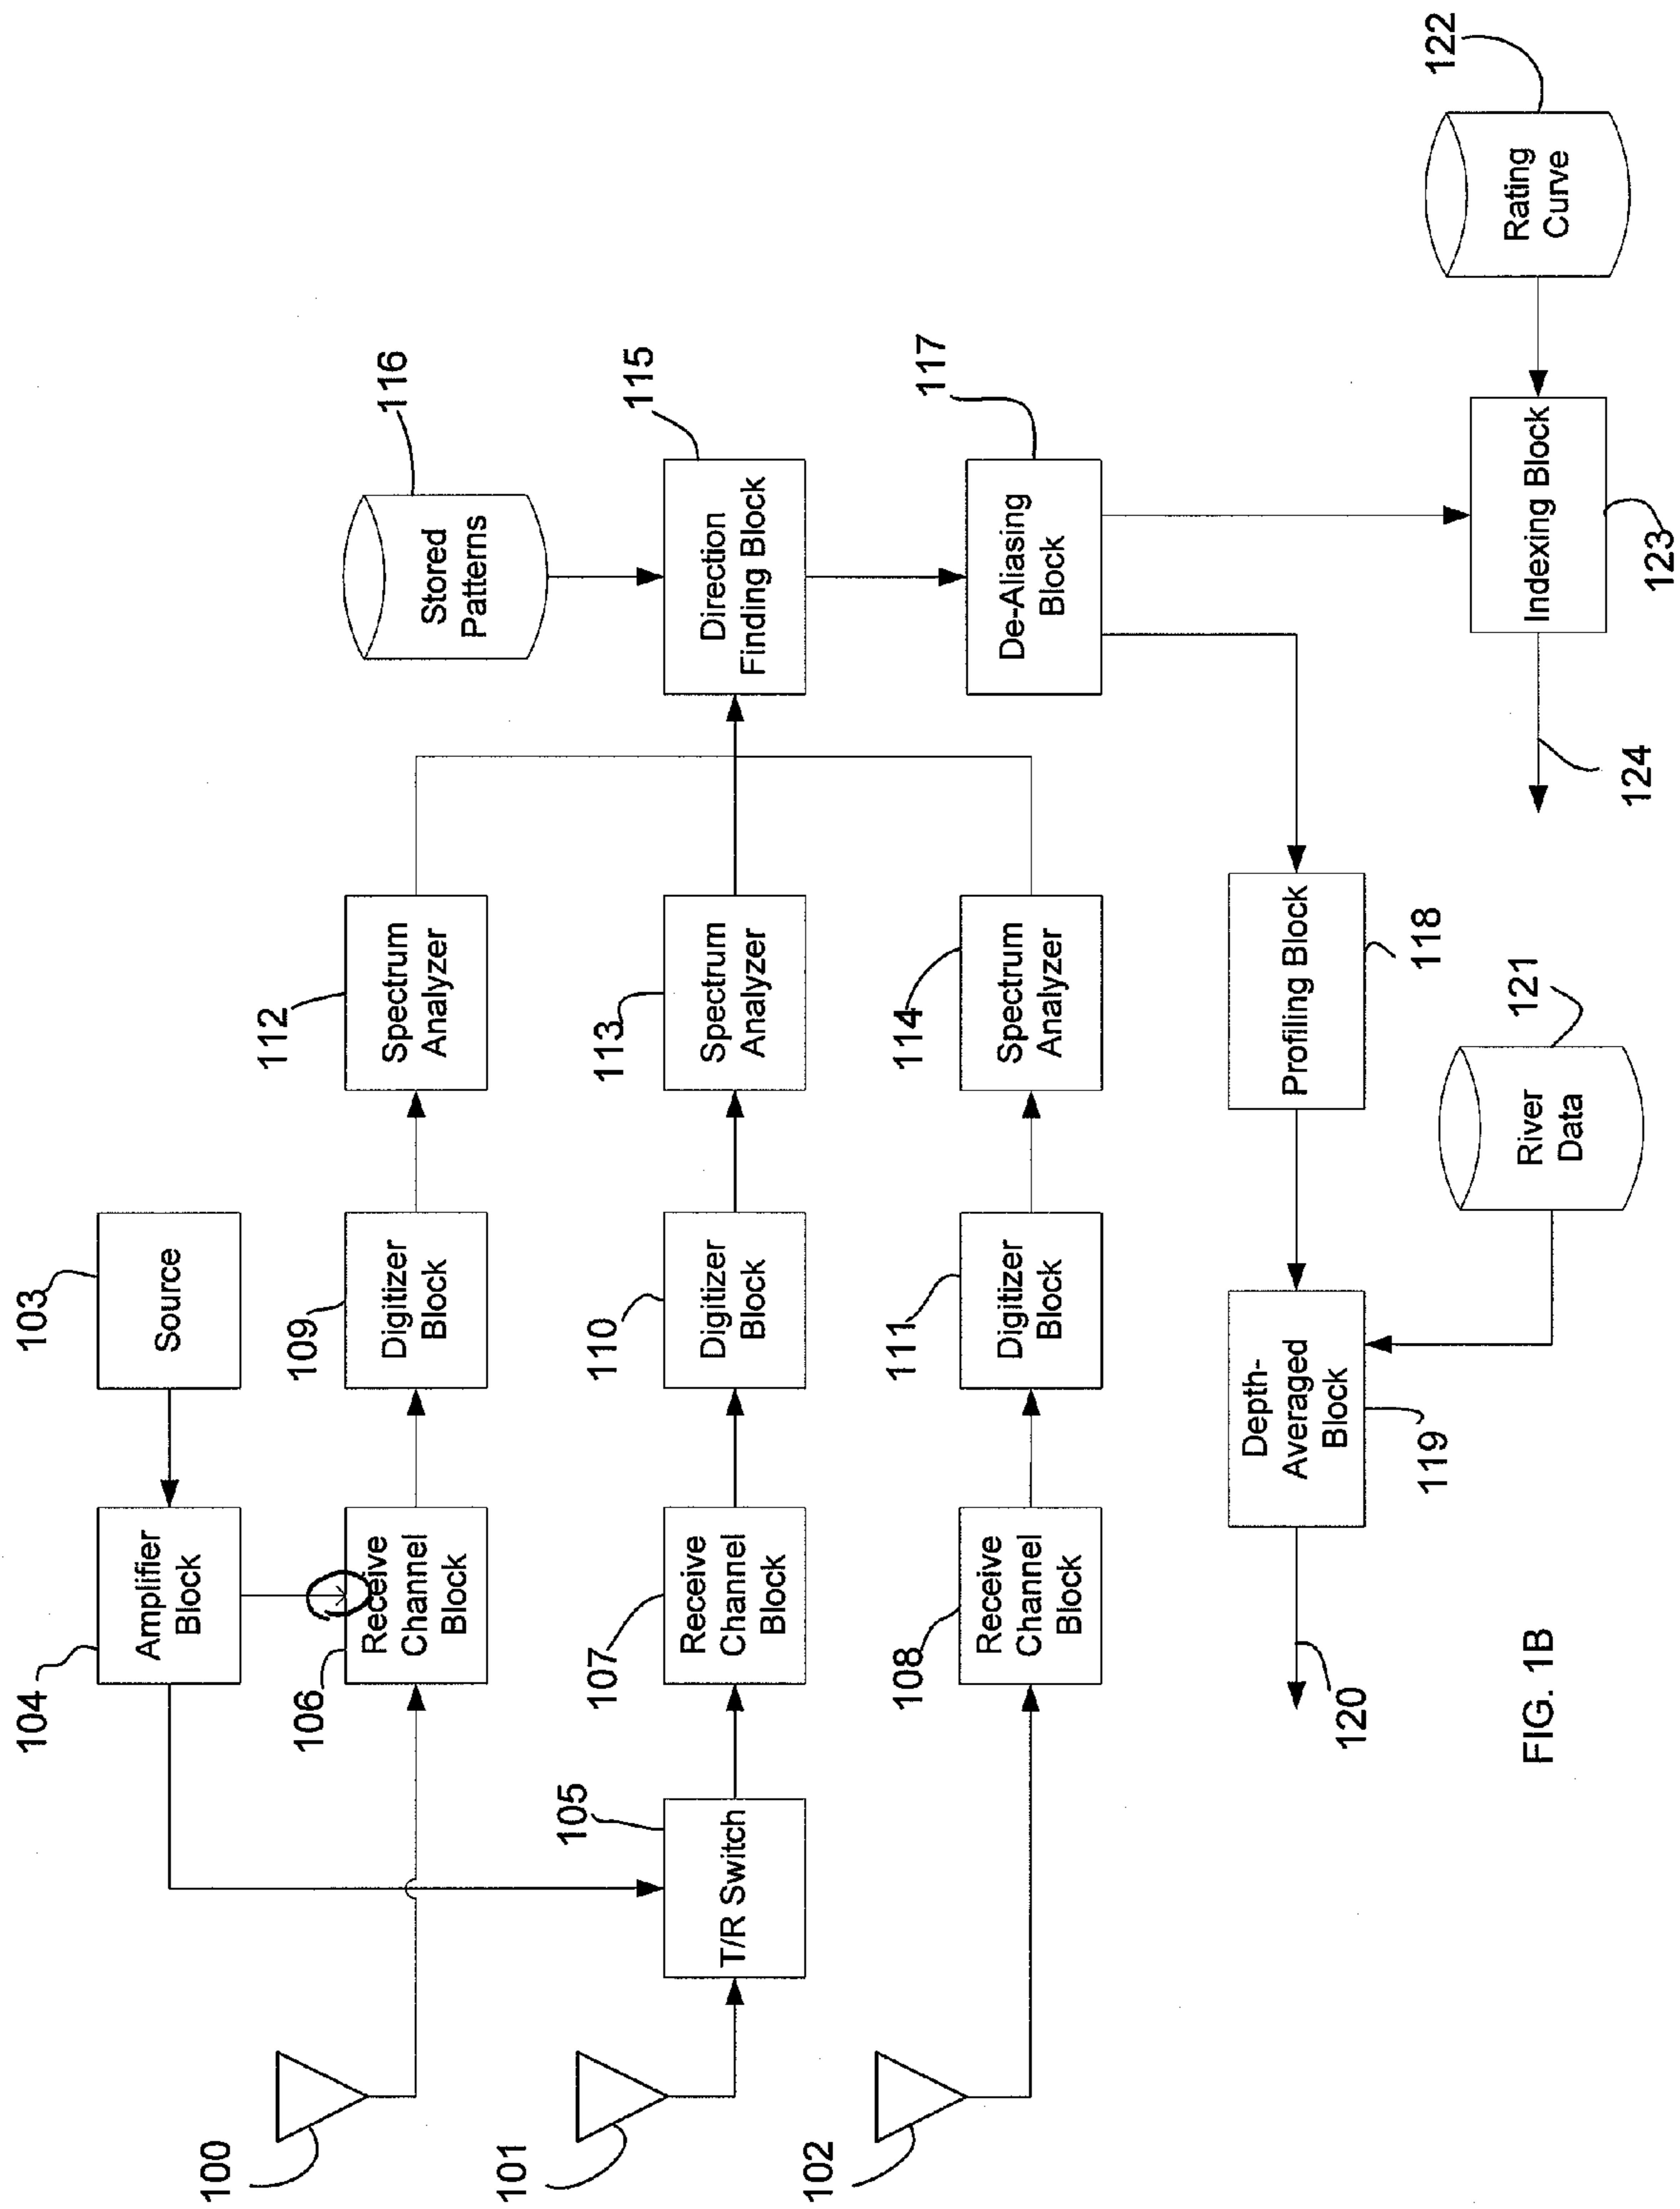 103
Source
104
Amplifier
Block
100
106
Receive
Channel
Block
109
Digitizer
Block
112
Spectrum
Analyzer
116
Stored
Patterns
101
105
T/R Switch
107
Receive
Channel
Block
110
Digitizer
Block
113
Spectrum
Analyzer
115
Direction
Finding Block
102
108
Receive
Channel
Block
111
Digitizer
Block
114
Spectrum
Analyzer
117
De-Aliasing
Block
120
Depth-
Averaged
Block
119
Profiling Block
118
River
Data
121
124
Indexing Block
123
Rating
Curve
122
FIG. 1B